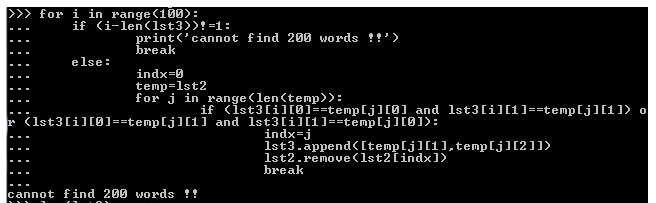 >>> for i in range(100):
...     if (i-len(lst3))!=1:
...             print('cannot find 200 words !!')
...             break
...     else:
...             indx=0
...             temp=lst2
...             for j in range(len(temp)):
...                     if (lst3[i][0]==temp[j][0] and lst3[i][1]==temp[j][1]) o
r (lst3[i][0]==temp[j][1] and lst3[i][1]==temp[j][0]):
...                             indx=j
...                             lst3.append([temp[j][1],temp[j][2]])
...                             lst2.remove(lst2[indx])
...                             break
...
cannot find 200 words !!